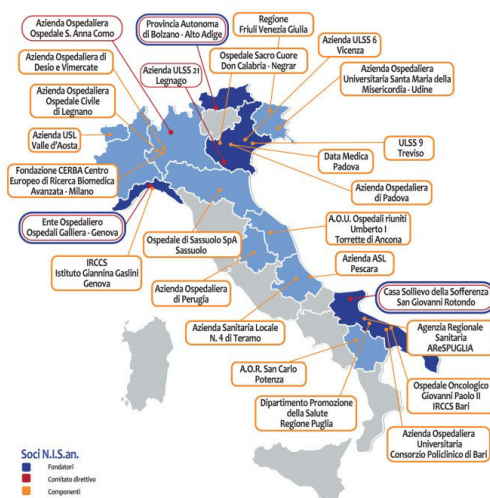 Azienda Ospedaliera
Ospedale S. Anna Como
Provincia Autonoma
di Bolzano - Alto Adige
Regione
Friuli Venezia Giulia
Azienda ULSS 6
Vicenza
Azienda Ospedaliera di
Desio e Vimercate
Azienda ULSS 21
Legnago
Ospedale Sacro Cuore
Don Calabria - Negrar
Azienda Ospedaliera
Universitaria Santa Maria della
Misericordia - Udine
Azienda Ospedaliera
Ospedale Civile
di Legnano
Azienda USL
Valle d'Aosta
ULSS 9
Treviso
Data Medica
Padova
Fondazione CERBA Centro
Europeo di Ricerca Biomedica
Avanzata - Milano
Azienda Ospedaliera
di Padova
Ente Ospedaliero
Ospedali Galliera - Genova
A.O.U. Ospedali riuniti
Umberto I
Torrette di Ancona
Ospedale di Sassuolo SpA
Sassuolo
IRCCS
Istituto Giannina Gaslini
Genova
Azienda ASL
Pescara
Azienda Ospedaliera
di Perugia
Casa Sollievo della Sofferenza
San Giovanni Rotondo
Azienda Sanitaria Locale
N. 4 di Teramo
Agenzia Regionale
Sanitaria
AReSPUGLIA
A.O.R. San Carlo
Potenza
Ospedale Oncologico
Giovanni Paolo II
IRCCS Bari
Dipartimento Promozione
della Salute
Regione Puglia
Azienda Ospedaliera
Universitaria
Consorzio Policlinico di Bari
Soci N.I.San.
Fondatori
Comitato direttivo
Componenti